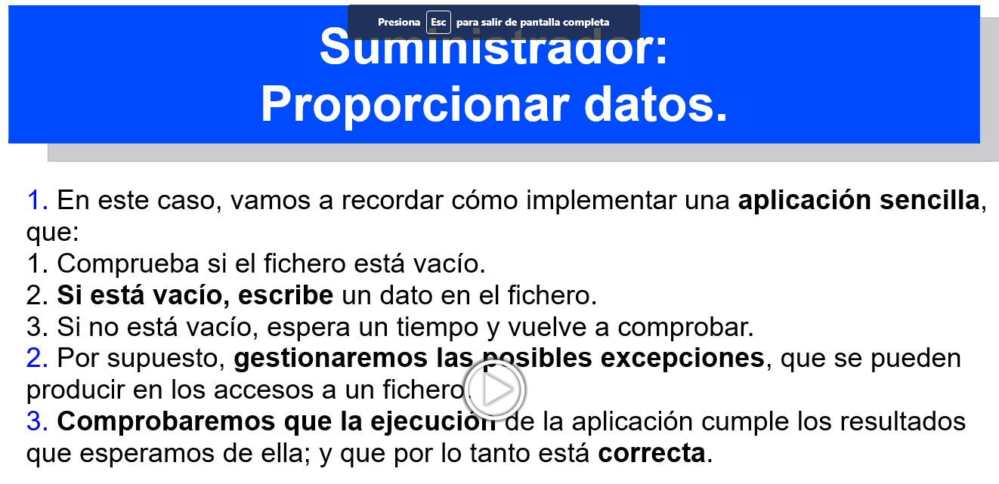 Presiona Esc para salir de pantalla completa
Suministrador:
Proporcionar datos.
1. En este caso, vamos a recordar cómo implementar una aplicación sencilla,
que:
1. Comprueba si el fichero está vacío.
2. Si está vacío, escribe un dato en el fichero.
3. Si no está vacío, espera un tiempo y vuelve a comprobar.
2. Por supuesto, gestionaremos las posibles excepciones, que se pueden
producir en los accesos a un fichero.
3. Comprobaremos que la ejecución de la aplicación cumple los resultados
que esperamos de ella; y que por lo tanto está correcta.